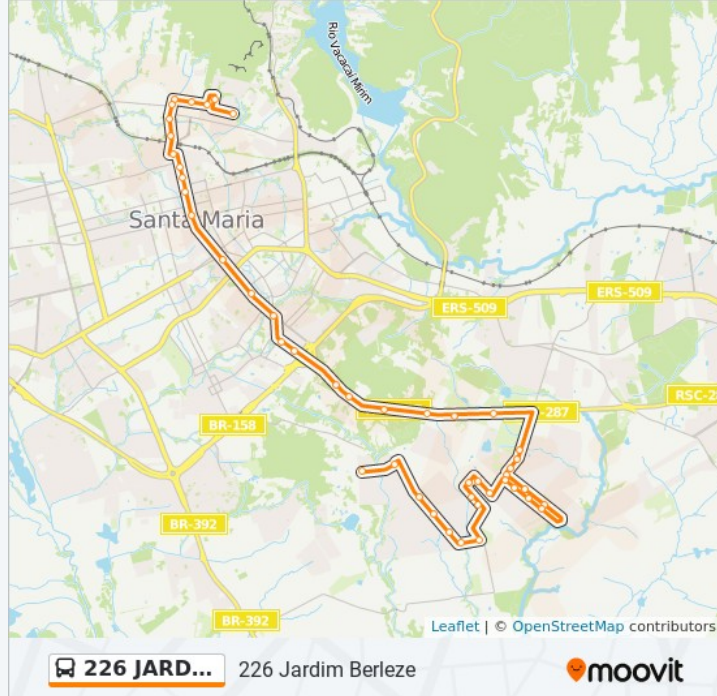 Rio Vacacaí Mirim
Santa Maria
ERS-509
ERS-509
RSC-2
-287
BR-158
BR-392
BR-392
Leaflet | © OpenStreetMap contributors
226 JARD...
226 Jardim Berleze
moovit